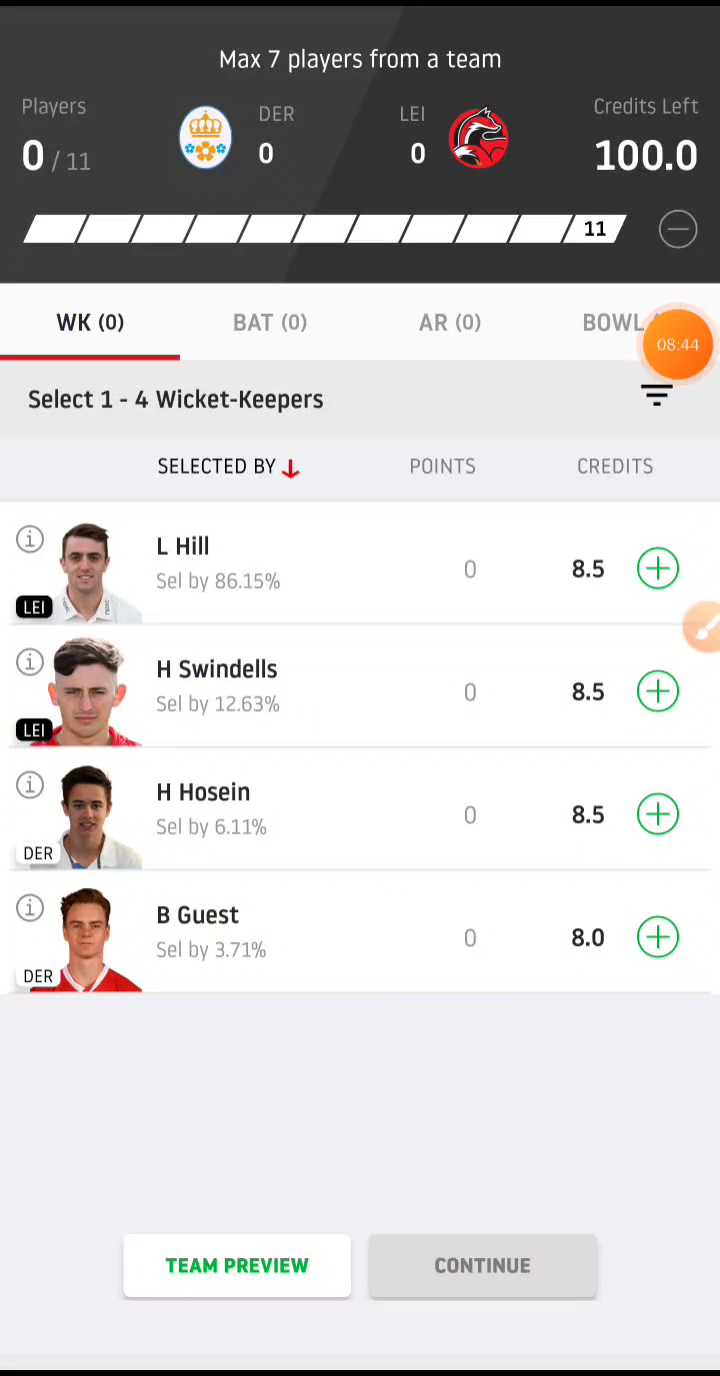 Max 7 players from a team
Players DER LEI Credits Left
0 / 11 0 0 100.0
11
WK (0) BAT (0) AR (0) BOWL
08:44
Select 1 - 4 Wicket-Keepers
SELECTED BY POINTS CREDITS
L Hill
Sel by 86.15% 0 8.5
LEI
H Swindells
Sel by 12.63% 0 8.5
LEI
H Hosein
Sel by 6.11% 0 8.5
DER
B Guest
Sel by 3.71% 0 8.0
DER
TEAM PREVIEW CONTINUE